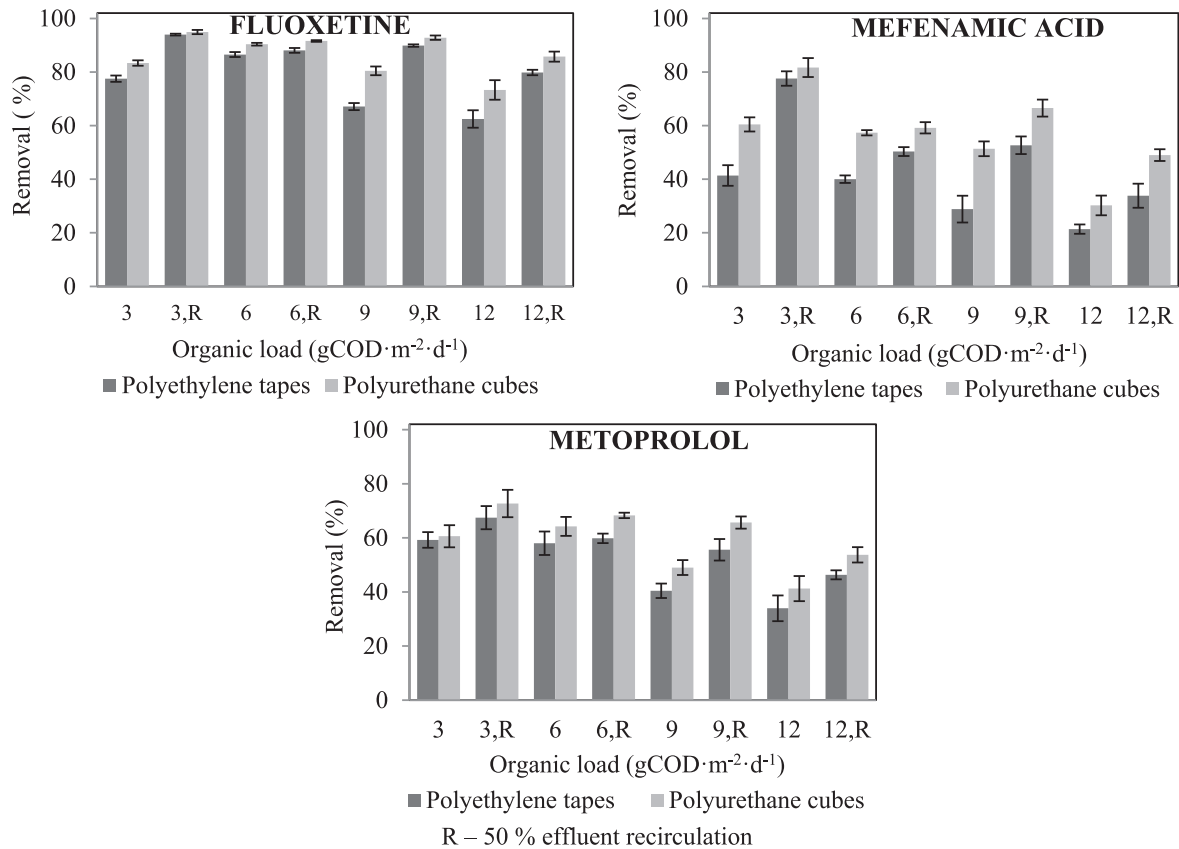 FLUOXETINE
Removal ( %)
100
80
60
40
20
0
3 3,R 6 6,R 9 9,R 12 12,R
Organic load (gCOD·m⁻²·d⁻¹)
Polyethylene tapes Polyurethane cubes
MEFENAMIC ACID
Removal (%)
100
80
60
40
20
0
3 3,R 6 6,R 9 9,R 12 12,R
Organic load (gCOD·m⁻²·d⁻¹)
Polyethylene tapes Polyurethane cubes
METOPROLOL
Removal (%)
100
80
60
40
20
0
3 3,R 6 6,R 9 9,R 12 12,R
Organic load (gCOD·m⁻²·d⁻¹)
Polyethylene tapes Polyurethane cubes
R – 50 % effluent recirculation